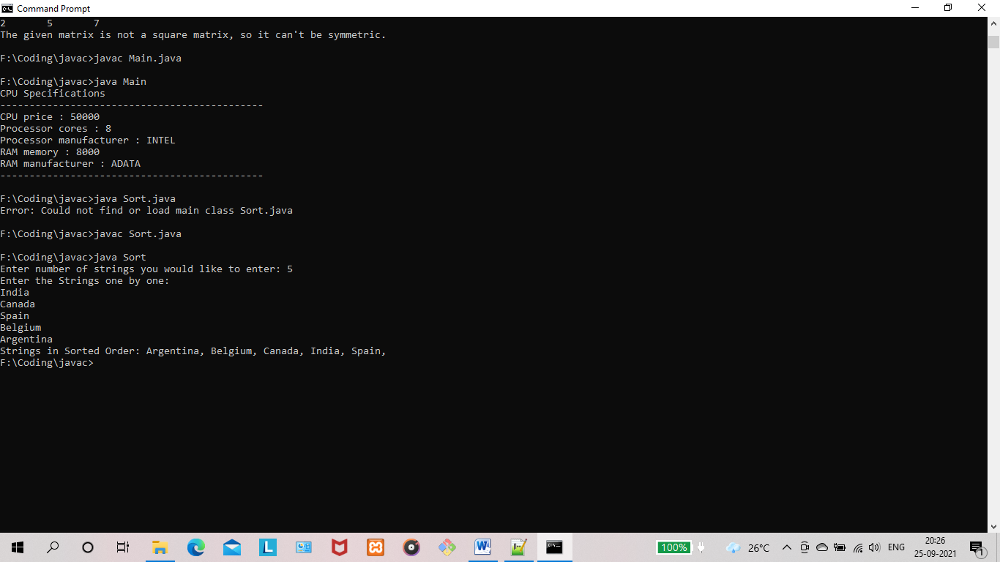 Command Prompt
2       5       7
The given matrix is not a square matrix, so it can't be symmetric.
F:\Coding\javac>javac Main.java
F:\Coding\javac>java Main
CPU Specifications
---------------------------------------------
CPU price : 50000
Processor cores : 8
Processor manufacturer : INTEL
RAM memory : 8000
RAM manufacturer : ADATA
---------------------------------------------
F:\Coding\javac>java Sort.java
Error: Could not find or load main class Sort.java
F:\Coding\javac>javac Sort.java
F:\Coding\javac>java Sort
Enter number of strings you would like to enter: 5
Enter the Strings one by one:
India
Canada
Spain
Belgium
Argentina
Strings in Sorted Order: Argentina, Belgium, Canada, India, Spain,
F:\Coding\javac>
100% 26°C ENG 20:26
25-09-2021
1